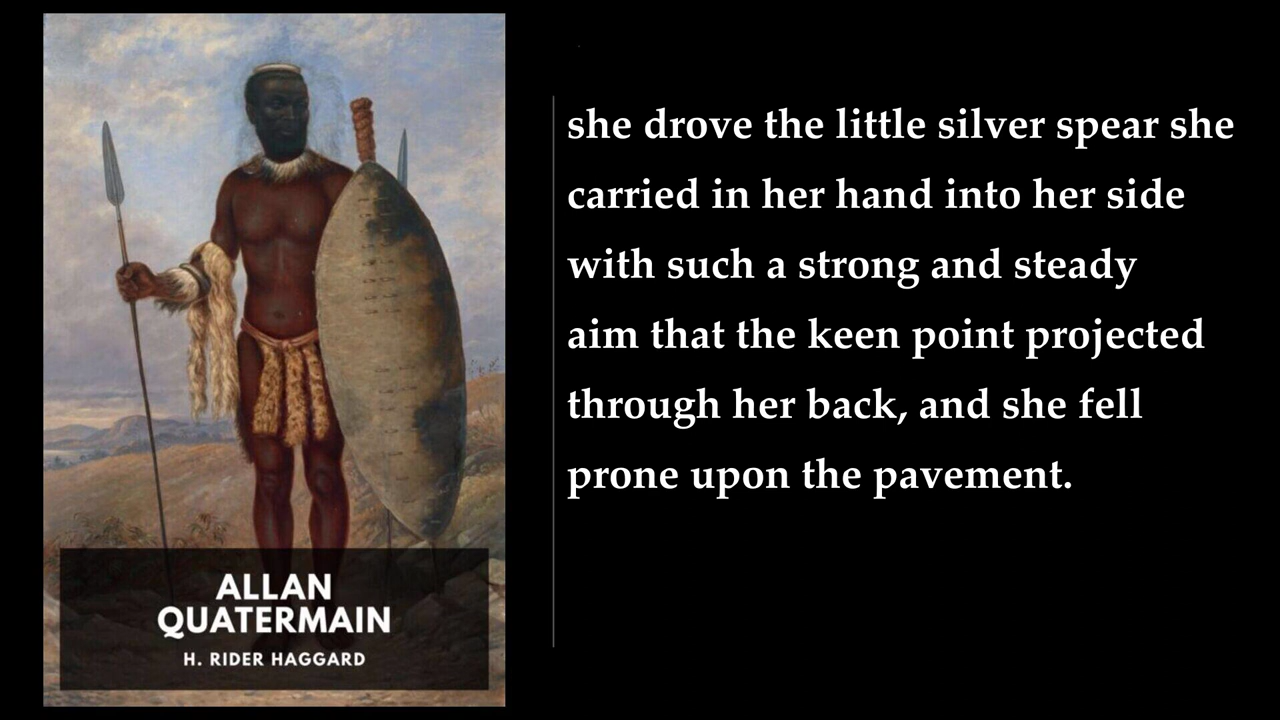 ALLAN
QUATERMAIN
H. RIDER HAGGARD
she drove the little silver spear she
carried in her hand into her side
with such a strong and steady
aim that the keen point projected
through her back, and she fell
prone upon the pavement.